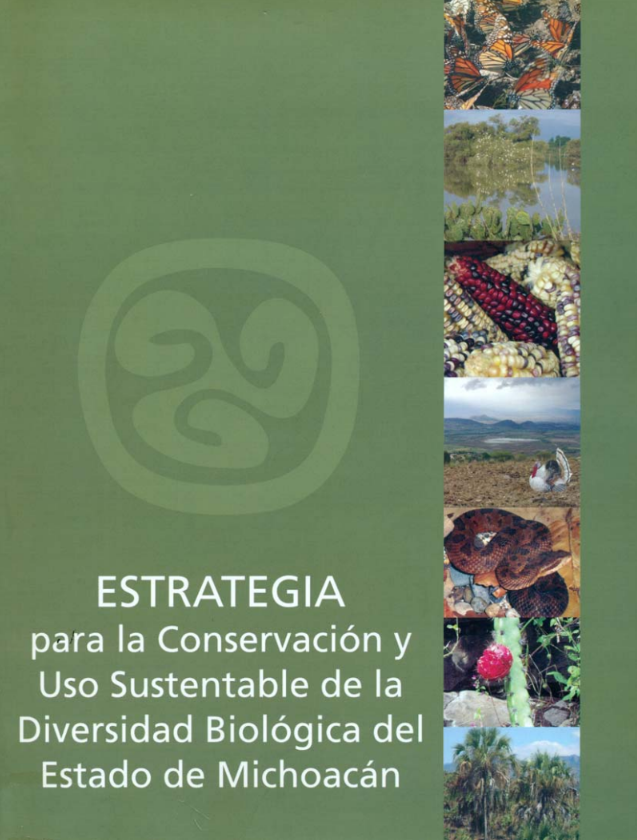 ESTRATEGIA
para la Conservación y
Uso Sustentable de la
Diversidad Biológica del
Estado de Michoacán